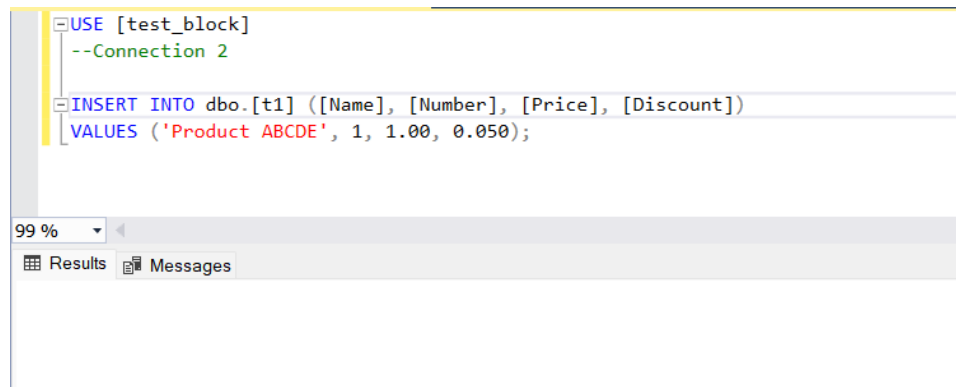 USE [test_block]
--Connection 2
INSERT INTO dbo.[t1] ([Name], [Number], [Price], [Discount])
VALUES ('Product ABCDE', 1, 1.00, 0.050);
99 %
Results Messages